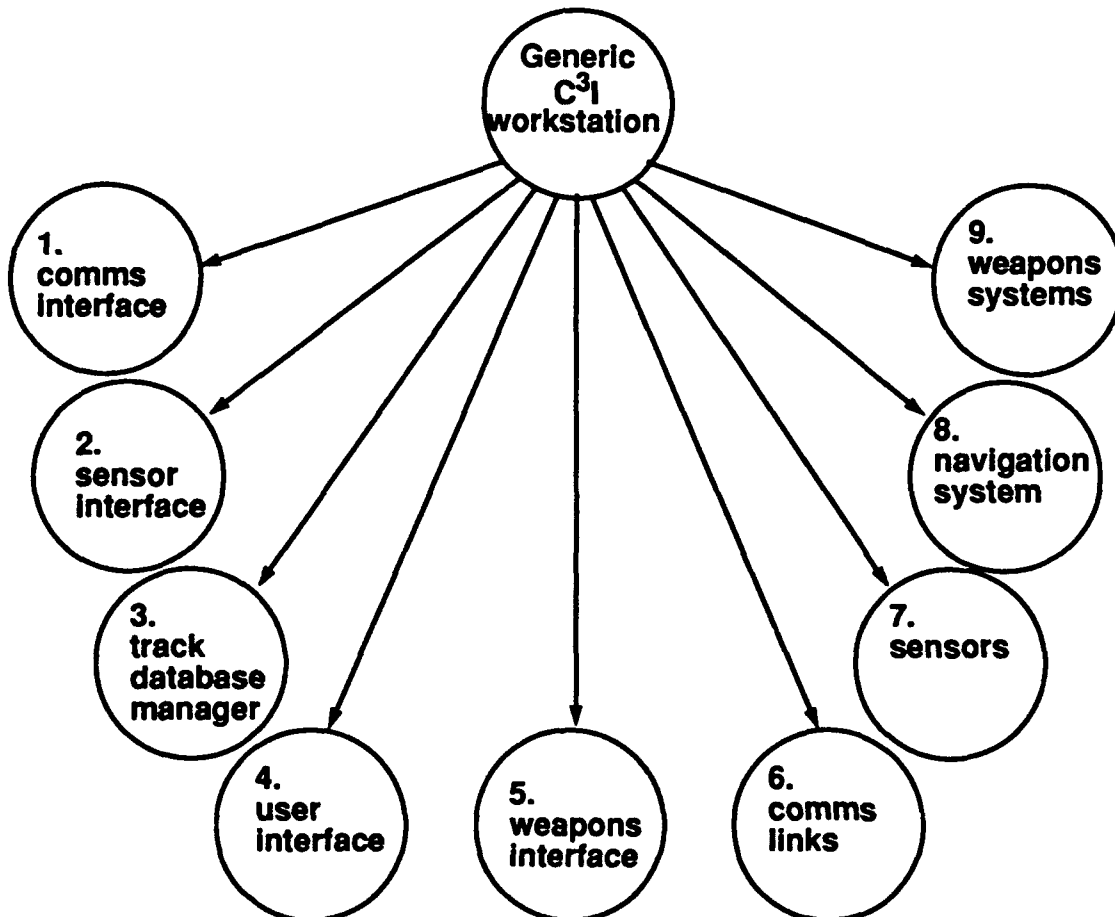 Generic
C³I
workstation
1.
comms
interface
2.
sensor
interface
3.
track
database
manager
4.
user
interface
5.
weapons
interface
6.
comms
links
7.
sensors
8.
navigation
system
9.
weapons
systems